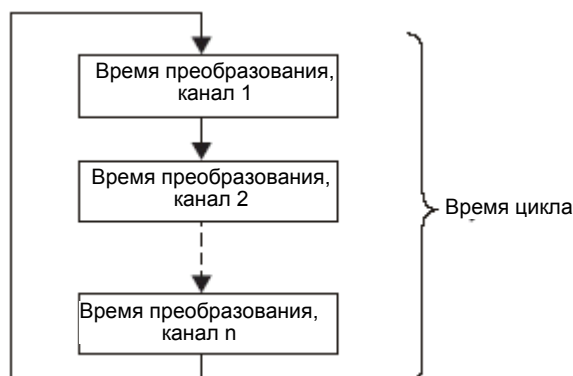 Время преобразования,
канал 1
Время преобразования,
канал 2
Время цикла
Время преобразования,
канал n